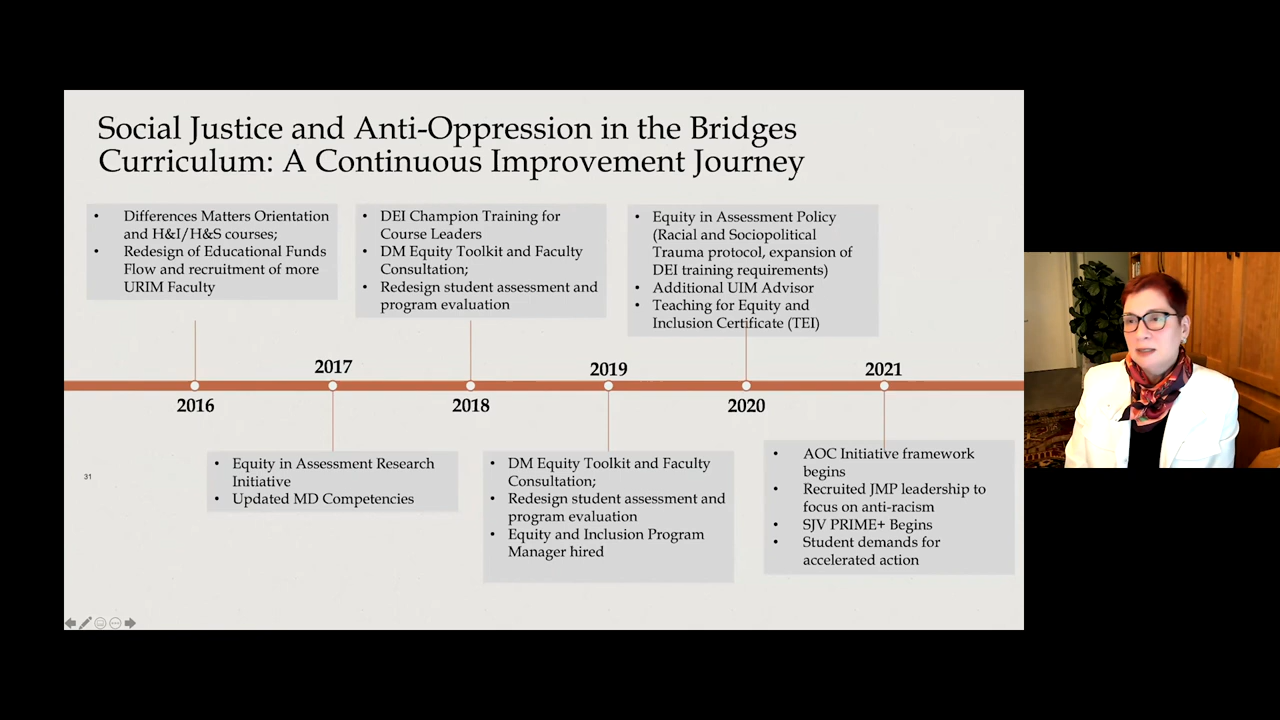 Social Justice and Anti-Oppression in the Bridges
Curriculum: A Continuous Improvement Journey
• Differences Matters Orientation
and H&I/H&S courses;
• Redesign of Educational Funds
Flow and recruitment of more
URIM Faculty
• DEI Champion Training for
Course Leaders
• DM Equity Toolkit and Faculty
Consultation;
• Redesign student assessment and
program evaluation
• Equity in Assessment Policy
(Racial and Sociopolitical
Trauma protocol, expansion of
DEI training requirements)
• Additional UIM Advisor
• Teaching for Equity and
Inclusion Certificate (TEI)
2017
2019
2021
2016
2018
2020
• Equity in Assessment Research
Initiative
• Updated MD Competencies
• DM Equity Toolkit and Faculty
Consultation;
• Redesign student assessment and
program evaluation
• Equity and Inclusion Program
Manager hired
• AOC Initiative framework
begins
• Recruited JMP leadership to
focus on anti-racism
• SJV PRIME+ Begins
• Student demands for
accelerated action
31